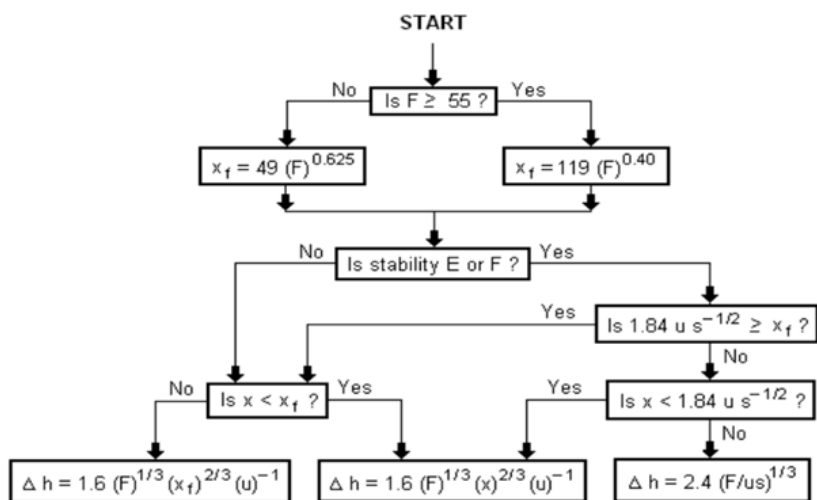 START
No
Yes
Is F ≥ 55 ?
x_f = 49 (F)^0.625
x_f = 119 (F)^0.40
No
Yes
Is stability E or F ?
Yes
Is 1.84 u s^−1/2 ≥ x_f ?
No
No
Is x < x_f ?
Yes
Yes
Is x < 1.84 u s^−1/2 ?
No
Δ h = 1.6 (F)^1/3 (x_f)^2/3 (u)^−1
Δ h = 1.6 (F)^1/3 (x)^2/3 (u)^−1
Δ h = 2.4 (F/us)^1/3